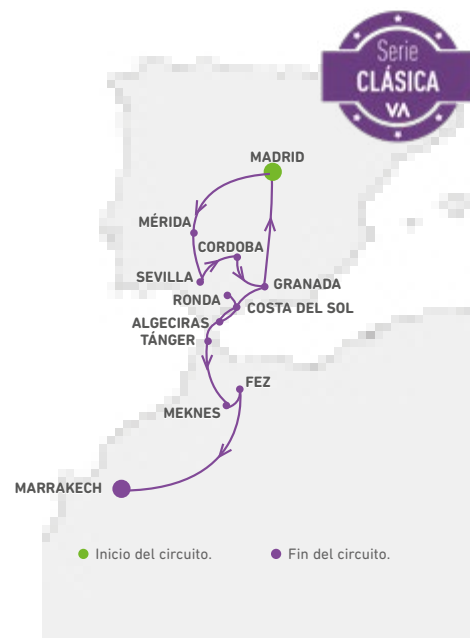 Serie
CLÁSICA
VA
MADRID
MÉRIDA
CORDOBA
SEVILLA
GRANADA
RONDA
COSTA DEL SOL
ALGECIRAS
TÁNGER
FEZ
MEKNES
MARRAKECH
Inicio del circuito.
Fin del circuito.